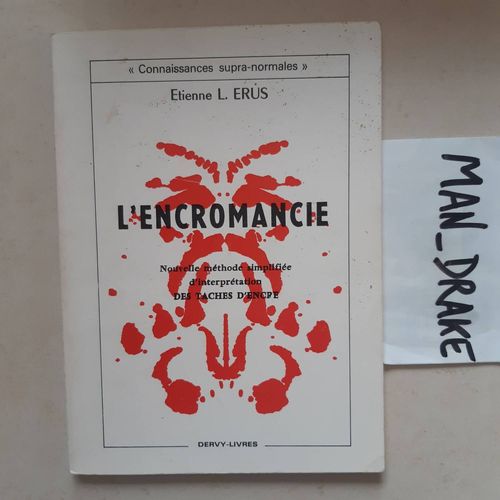 « Connaissances supra-normales »
Etienne L. ERUS
L'ENCROMANCIE
Nouvelle méthode simplifiée
d'interprétation
DES TACHES D'ENCRE
DERVY-LIVRES
MAN_DRAKE